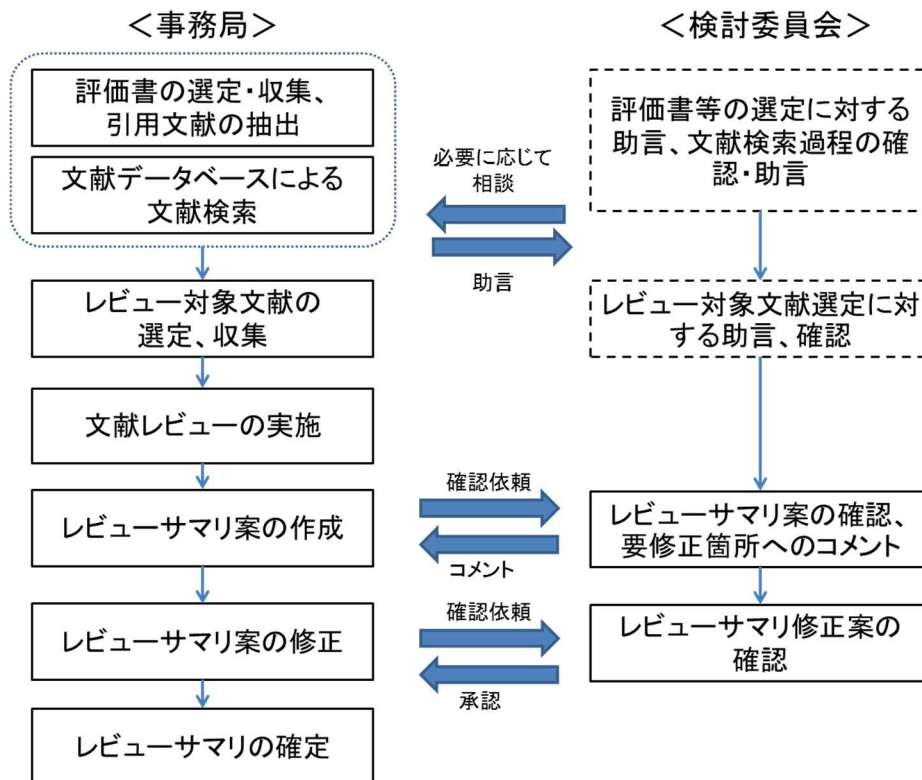 ＜事務局＞
評価書の選定・収集、
引用文献の抽出
文献データベースによる
文献検索
レビュー対象文献の
選定、収集
文献レビューの実施
レビューサマリ案の作成
レビューサマリ案の修正
レビューサマリの確定
必要に応じて
相談
助言
確認依頼
コメント
確認依頼
承認
＜検討委員会＞
評価書等の選定に対する
助言、文献検索過程の確
認・助言
レビュー対象文献選定に対
する助言、確認
レビューサマリ案の確認、
要修正箇所へのコメント
レビューサマリ修正案の
確認